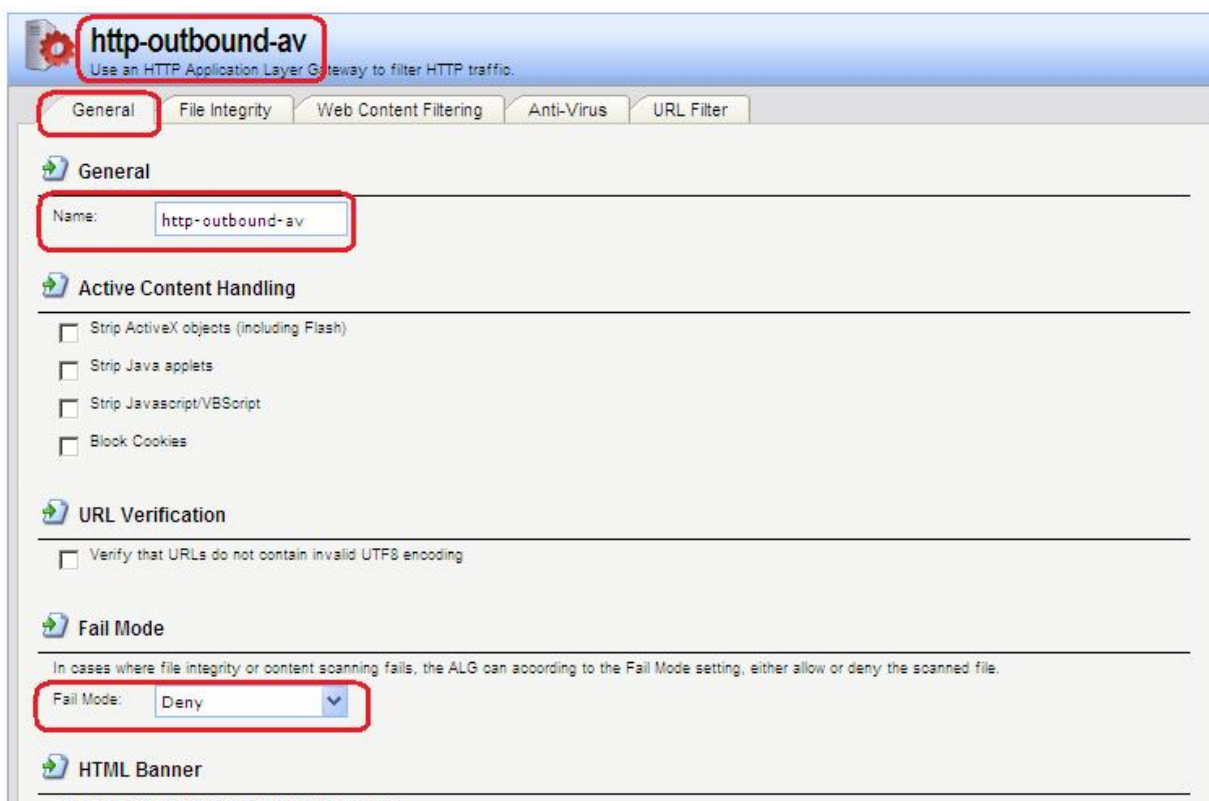 http-outbound-av
Use an HTTP Application Layer Gateway to filter HTTP traffic.
General File Integrity Web Content Filtering Anti-Virus URL Filter
General
Name: http-outbound-av
Active Content Handling
Strip ActiveX objects (including Flash)
Strip Java applets
Strip Javascript/VBScript
Block Cookies
URL Verification
Verify that URLs do not contain invalid UTF8 encoding
Fail Mode
In cases where file integrity or content scanning fails, the ALG can according to the Fail Mode setting, either allow or deny the scanned file.
Fail Mode: Deny
HTML Banner